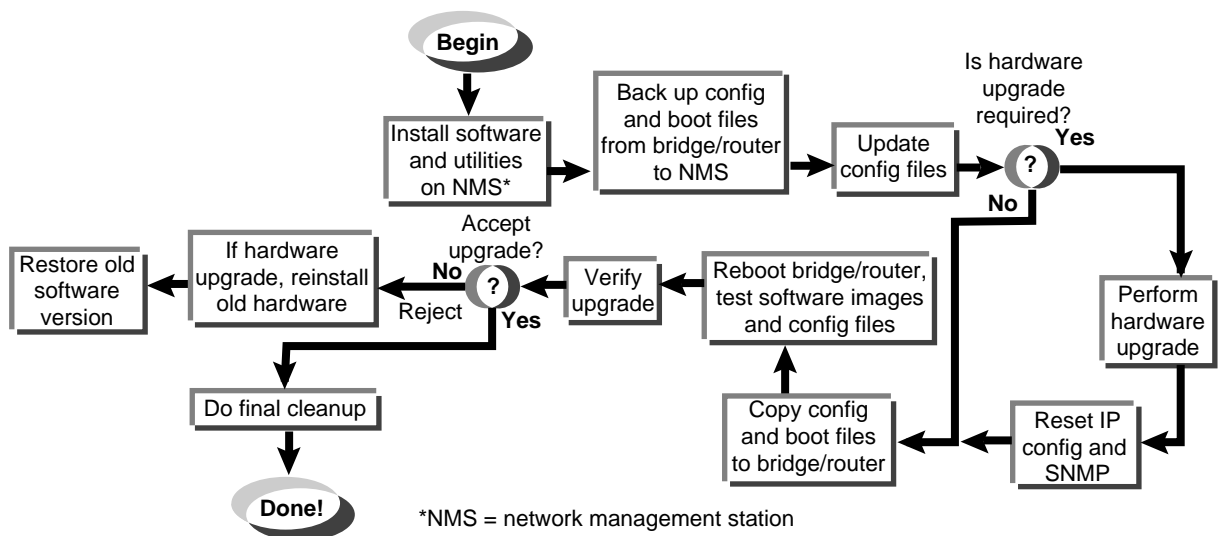 Begin
Install software
and utilities
on NMS*
Back up config
and boot files
from bridge/router
to NMS
Update
config files
Is hardware
upgrade
required?
?
Yes
No
Perform
hardware
upgrade
Reset IP
config and
SNMP
Copy config
and boot files
to bridge/router
Reboot bridge/router,
test software images
and config files
Verify
upgrade
Accept
upgrade?
?
No
Reject
Yes
If hardware
upgrade, reinstall
old hardware
Restore old
software
version
Do final cleanup
Done!
*NMS = network management station